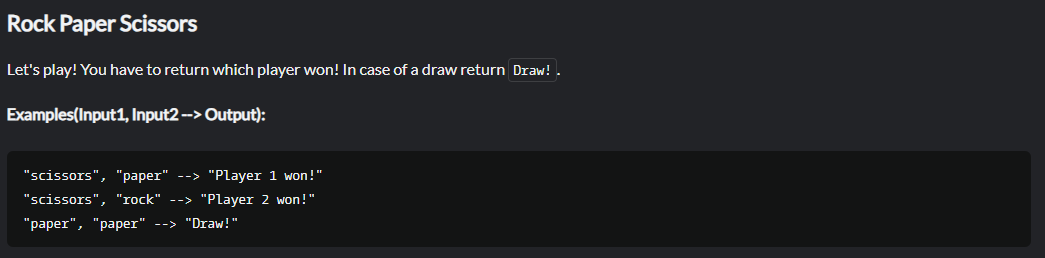 Rock Paper Scissors
Let's play! You have to return which player won! In case of a draw return Draw!.
Examples(Input1, Input2 --> Output):
"scissors", "paper" --> "Player 1 won!"
"scissors", "rock" --> "Player 2 won!"
"paper", "paper" --> "Draw!"